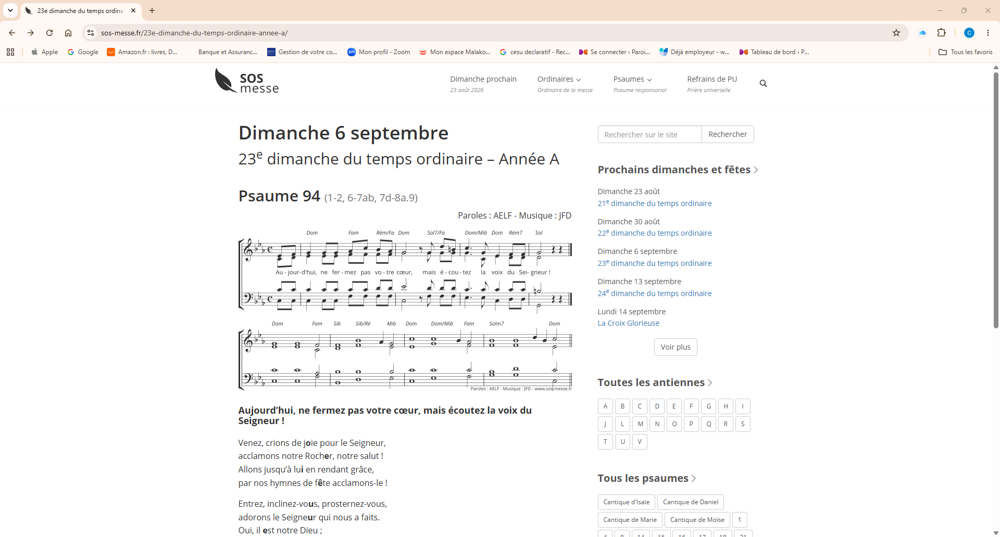 23e dimanche du temps ordina
sos-messe.fr/23e-dimanche-du-temps-ordinaire-annee-a/
C
Apple
Google
Amazon.fr : livres, D...
Banque et Assuranc...
LCL
Gestion de votre co...
zm
Mon profil - Zoom
Mon espace Malako...
cesu declaratif - Rec...
Se connecter ‹ Paroi...
Déjà employeur - w...
Tableau de bord ‹ P...
Tous les favoris
SOS
messe
Dimanche prochain
23 août 2026
Ordinaires
Ordinaire de la messe
Psaumes
Psaume responsorial
Refrains de PU
Prière universelle
Dimanche 6 septembre
23e dimanche du temps ordinaire – Année A
Psaume 94 (1-2, 6-7ab, 7d-8a.9)
Paroles : AELF - Musique : JFD
Dom Fam Rém/Fa Dom Sol7/Fa Dom/Mib Dom Rém7 Sol
Au - jour-d'hui, ne fer - mez pas vo - tre cœur, mais é - cou - tez la voix du Sei- gneur !
Dom Fam Sib Sib/Ré Mib Dom Dom/Mib Fam Solm7 Dom
Paroles : AELF - Musique : JFD - www.sos-messe.fr
Aujourd’hui, ne fermez pas votre cœur, mais écoutez la voix du
Seigneur !
Venez, crions de joie pour le Seigneur,
acclamons notre Rocher, notre salut !
Allons jusqu’à lui en rendant grâce,
par nos hymnes de fête acclamons-le !
Entrez, inclinez-vous, prosternez-vous,
adorons le Seigneur qui nous a faits.
Oui, il est notre Dieu ;
Rechercher sur le site
Rechercher
Prochains dimanches et fêtes
Dimanche 23 août
21e dimanche du temps ordinaire
Dimanche 30 août
22e dimanche du temps ordinaire
Dimanche 6 septembre
23e dimanche du temps ordinaire
Dimanche 13 septembre
24e dimanche du temps ordinaire
Lundi 14 septembre
La Croix Glorieuse
Voir plus
Toutes les antiennes
A B C D E F G H I
J L M N O P Q R S
T U V
Tous les psaumes
Cantique d'Isaïe Cantique de Daniel
Cantique de Marie Cantique de Moïse 1
4 8 14 15 16 17 18 21